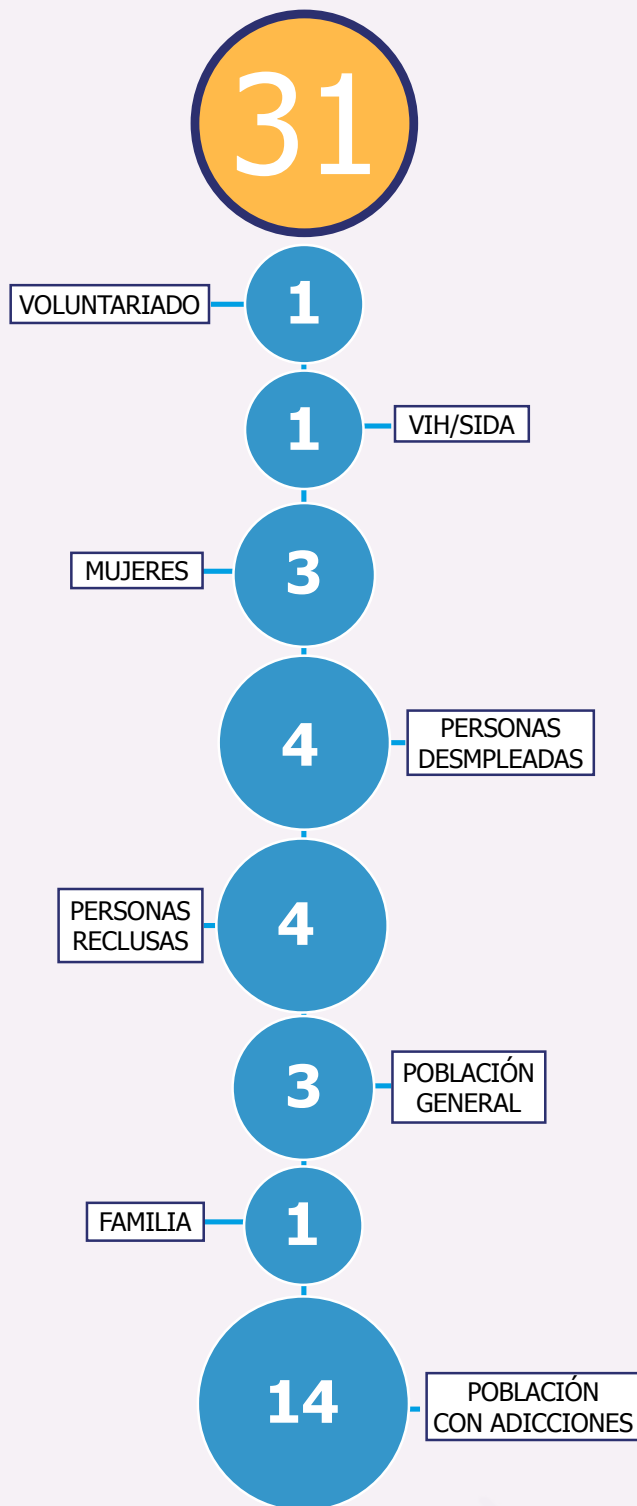 31
VOLUNTARIADO
1
1
VIH/SIDA
MUJERES
3
4
PERSONAS
DESMPLEADAS
PERSONAS
RECLUSAS
4
3
POBLACIÓN
GENERAL
FAMILIA
1
14
POBLACIÓN
CON ADICCIONES